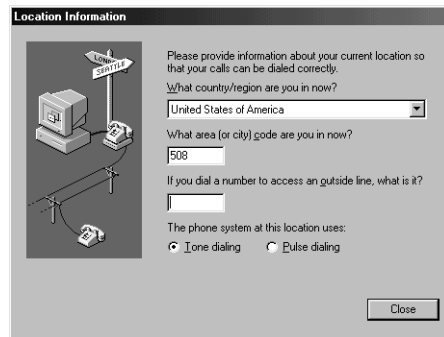 Location Information
LONDON
SEATTLE
Please provide information about your current location so
that your calls can be dialed correctly.
What country/region are you in now?
United States of America
What area (or city) code are you in now?
508
If you dial a number to access an outside line, what is it?
The phone system at this location uses:
Tone dialing Pulse dialing
Close